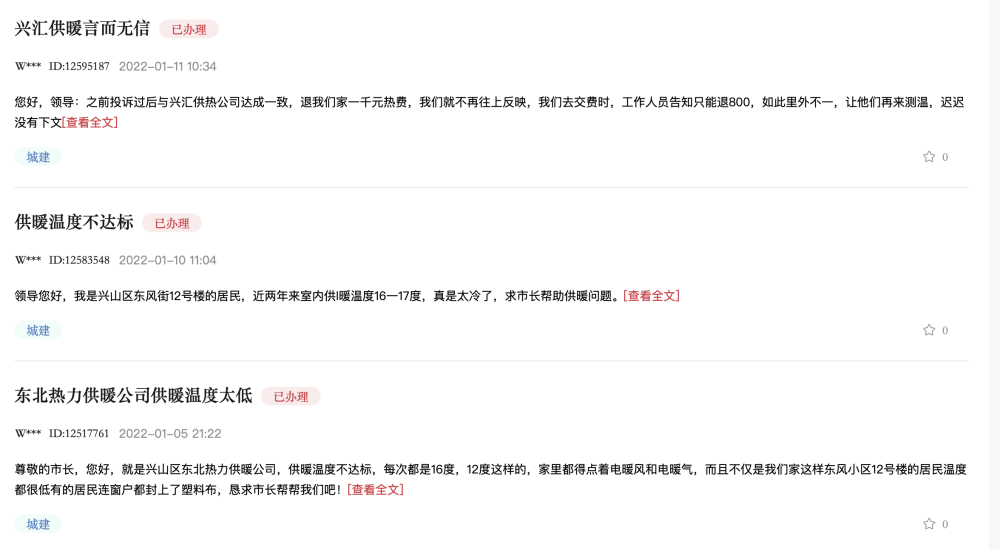 兴汇供暖言而无信 已办理
W*** ID:12595187 2022-01-11 10:34
您好，领导：之前投诉过后与兴汇供热公司达成一致，退我们家一千元热费，我们就不再往上反映，我们去交费时，工作人员告知只能退800，如此里外不一，让他们再来测温，迟迟
没有下文[查看全文]
城建 0
供暖温度不达标 已办理
W*** ID:12583548 2022-01-10 11:04
领导您好，我是兴山区东风街12号楼的居民，近两年来室内供l暖温度16一17度，真是太冷了，求市长帮助供暖问题。[查看全文]
城建 0
东北热力供暖公司供暖温度太低 已办理
W*** ID:12517761 2022-01-05 21:22
尊敬的市长，您好，就是兴山区东北热力供暖公司，供暖温度不达标，每次都是16度，12度这样的，家里都得点着电暖风和电暖气，而且不仅是我们家这样东风小区12号楼的居民温度
都很低有的居民连窗户都封上了塑料布，恳求市长帮帮我们吧！[查看全文]
城建 0